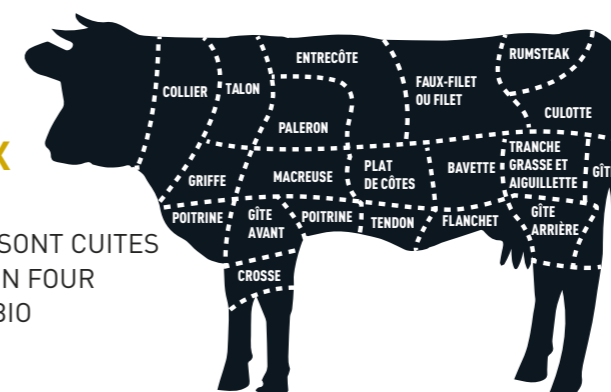 ENTRECÔTE
RUMSTEAK
COLLIER
TALON
FAUX-FILET
OU FILET
CULOTTE
PALERON
GRIFFE
MACREUSE
PLAT
DE CÔTES
BAVETTE
TRANCHE
GRASSE ET
AIGUILLETTE
POITRINE
GÎTE
AVANT
POITRINE
TENDON
FLANCHET
GÎTE
ARRIÈRE
CROSSE
X
SONT CUITES
N FOUR
BIO